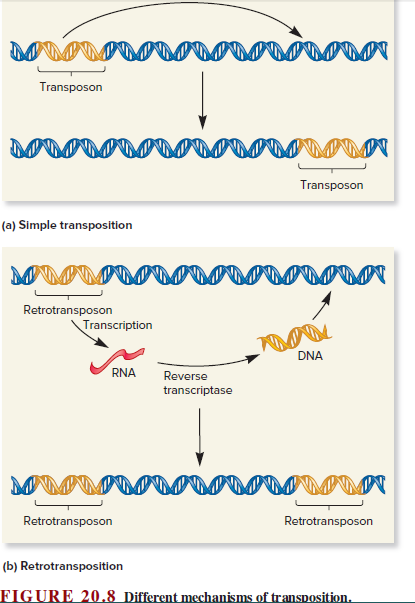 Transposon
Transposon
(a) Simple transposition
Retrotransposon
Transcription
RNA
Reverse
transcriptase
DNA
Retrotransposon
Retrotransposon
(b) Retrotransposition
FIGURE 20.8 Different mechanisms of transposition.